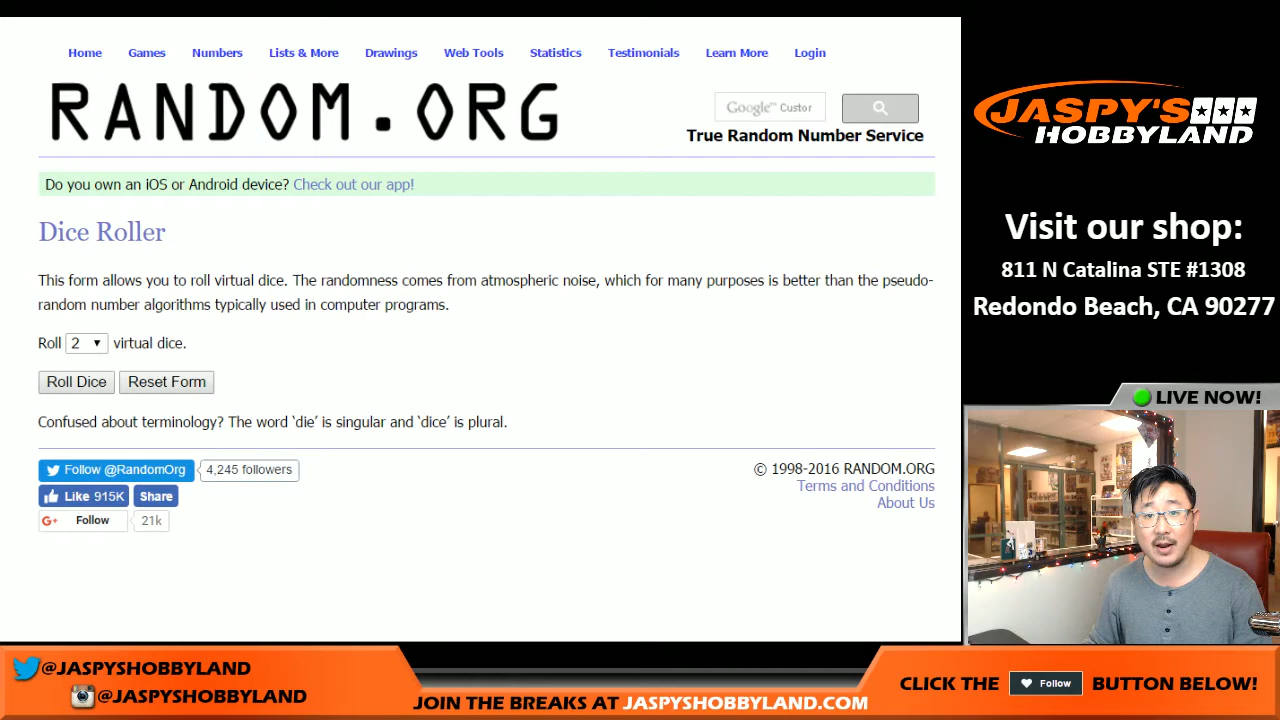 Home Games Numbers Lists & More Drawings Web Tools Statistics Testimonials Learn More Login
RANDOM.ORG
Google™ Custor
True Random Number Service
Do you own an iOS or Android device? Check out our app!
Dice Roller
This form allows you to roll virtual dice. The randomness comes from atmospheric noise, which for many purposes is better than the pseudo-
random number algorithms typically used in computer programs.
Roll 2 virtual dice.
Roll Dice Reset Form
Confused about terminology? The word ‘die’ is singular and ‘dice’ is plural.
Follow @RandomOrg 4,245 followers
Like 915K Share
G+ Follow 21k
© 1998-2016 RANDOM.ORG
Terms and Conditions
About Us
JASPY'S
HOBBYLAND
Visit our shop:
811 N Catalina STE #1308
Redondo Beach, CA 90277
LIVE NOW!
@JASPYSHOBBYLAND
@JASPYSHOBBYLAND
JOIN THE BREAKS AT JASPYSHOBBYLAND.COM
CLICK THE Follow BUTTON BELOW!